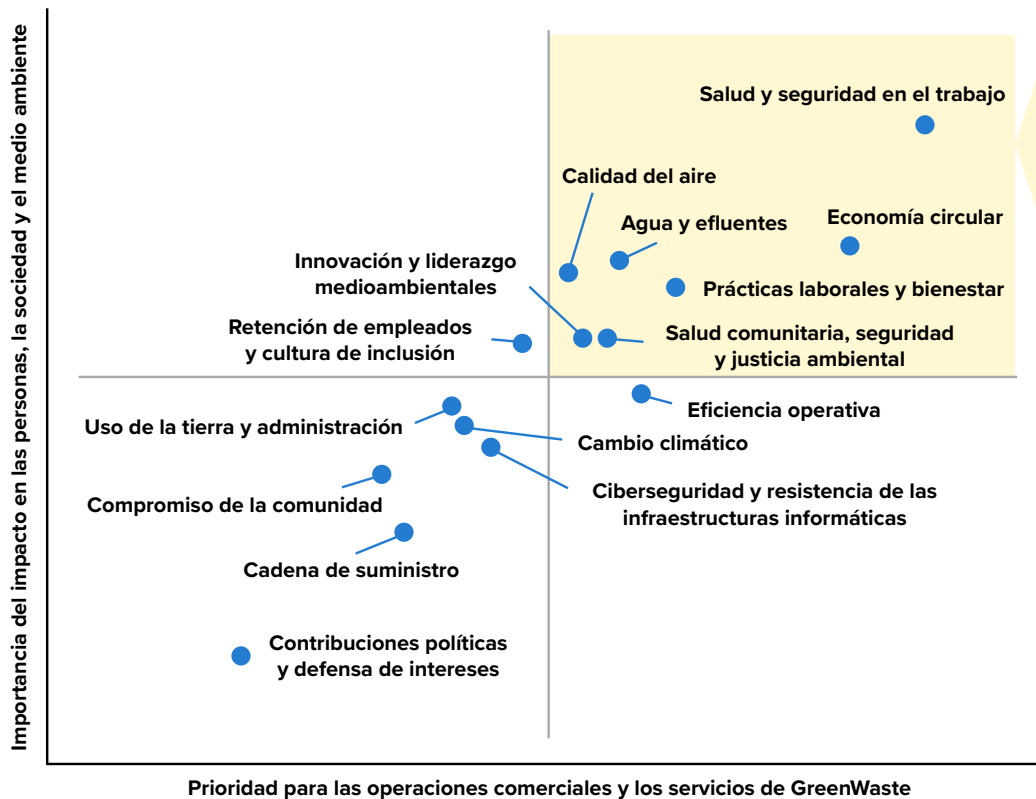 Importancia del impacto en las personas, la sociedad y el medio ambiente
Salud y seguridad en el trabajo
Calidad del aire
Agua y efluentes
Economía circular
Innovación y liderazgo
medioambientales
Prácticas laborales y bienestar
Retención de empleados
y cultura de inclusión
Salud comunitaria, seguridad
y justicia ambiental
Eficiencia operativa
Uso de la tierra y administración
Cambio climático
Compromiso de la comunidad
Ciberseguridad y resistencia de las
infraestructuras informáticas
Cadena de suministro
Contribuciones políticas
y defensa de intereses
Prioridad para las operaciones comerciales y los servicios de GreenWaste